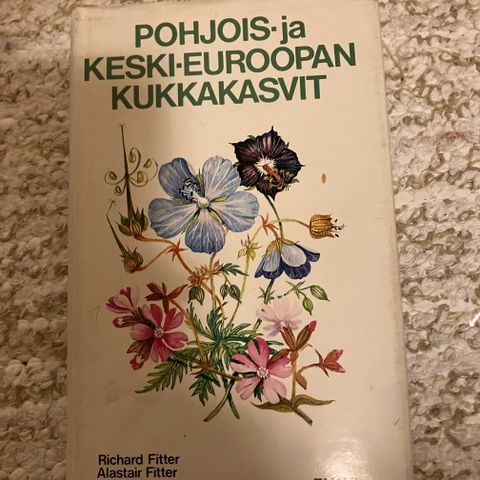 POHJOIS- ja
KESKI-EUROOPAN
KUKKAKASVIT
Richard Fitter
Alastair Fitter